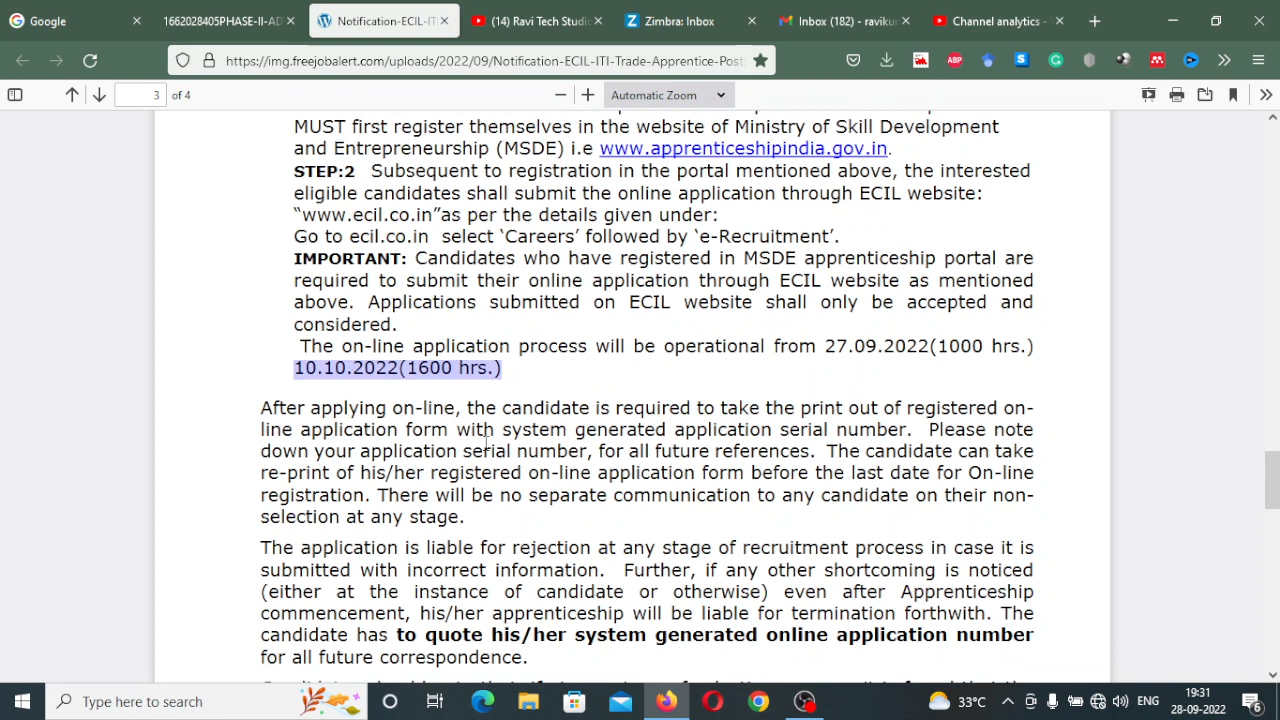 Google
1662028405PHASE-II-AD
Notification-ECIL-ITI-
(14) Ravi Tech Studio
Zimbra: Inbox
Inbox (182) - raviku
Channel analytics -
https://img.freejobalert.com/uploads/2022/09/Notification-ECIL-ITI-Trade-Apprentice-Post
ABP
3 of 4
Automatic Zoom
MUST first register themselves in the website of Ministry of Skill Development
and Entrepreneurship (MSDE) i.e www.apprenticeshipindia.gov.in.
STEP:2 Subsequent to registration in the portal mentioned above, the interested
eligible candidates shall submit the online application through ECIL website:
“www.ecil.co.in”as per the details given under:
Go to ecil.co.in select ‘Careers’ followed by ‘e-Recruitment’.
IMPORTANT: Candidates who have registered in MSDE apprenticeship portal are
required to submit their online application through ECIL website as mentioned
above. Applications submitted on ECIL website shall only be accepted and
considered.
The on-line application process will be operational from 27.09.2022(1000 hrs.)
10.10.2022(1600 hrs.)
After applying on-line, the candidate is required to take the print out of registered on-
line application form with system generated application serial number. Please note
down your application serial number, for all future references. The candidate can take
re-print of his/her registered on-line application form before the last date for On-line
registration. There will be no separate communication to any candidate on their non-
selection at any stage.
The application is liable for rejection at any stage of recruitment process in case it is
submitted with incorrect information. Further, if any other shortcoming is noticed
(either at the instance of candidate or otherwise) even after Apprenticeship
commencement, his/her apprenticeship will be liable for termination forthwith. The
candidate has to quote his/her system generated online application number
for all future correspondence.
Type here to search
33°C
ENG
19:31
28-09-2022
6